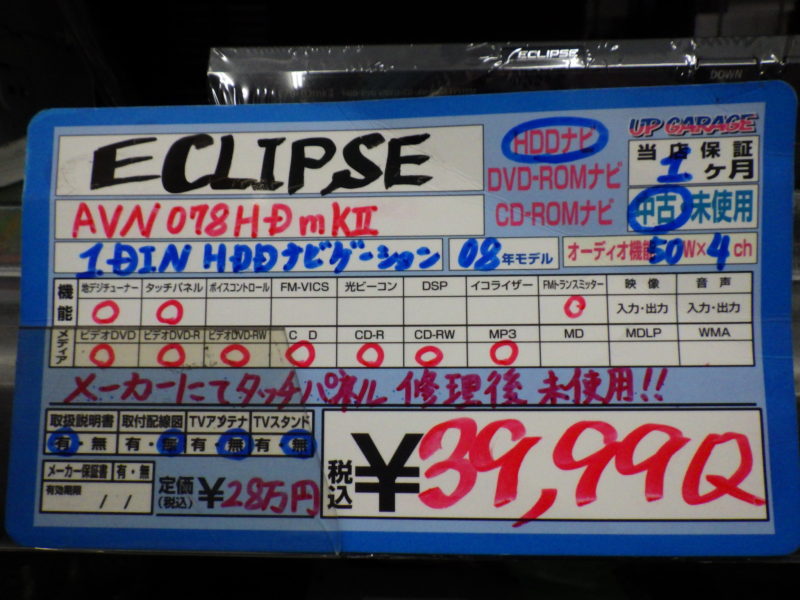 ECLIPSE
DOWN
UP GARAGE
ECLIPSE
HDDナビ
DVD-ROMナビ
CD-ROMナビ
当店保証
1ヶ月
中古・未使用
AVN078HDmKII
1DIN HDDナビゲーション 08年モデル オーディオ機能50W×4ch
機能 地デジチューナー タッチパネル ボイスコントロール FM-VICS 光ビーコン DSP イコライザー FMトランスミッター 映像 音声
○ ○ ○ 入力・出力 入力・出力
メディア ビデオDVD ビデオDVD-R ビデオDVD-RW CD CD-R CD-RW MP3 MD MDLP WMA
○ ○ ○ ○ ○ ○ ○
メーカーにてタッチパネル 修理後 未使用!!
取扱説明書 取付配線図 TVアンテナ TVスタンド
有・無 有・無 有・無 有・無
メーカー保証書 有・無
有効期限 / /
定価(税込) ¥28万円
税込 ¥39,990